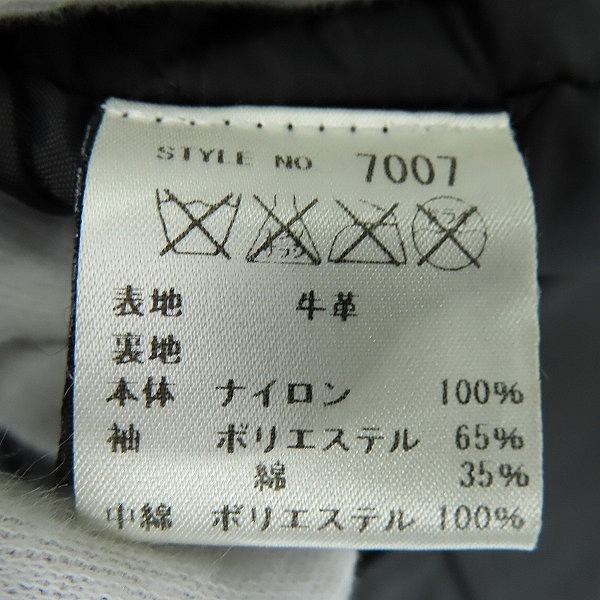 STYLE NO 7007
表地 牛革
裏地
本体 ナイロン 100%
袖 ポリエステル 65%
綿 35%
中綿 ポリエステル 100%